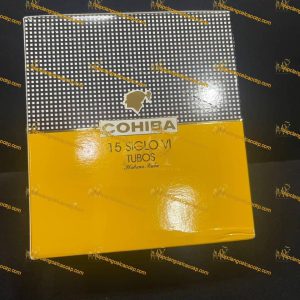 COHIBA
15 SIGLO VI
TUBOS
Habana, Cuba